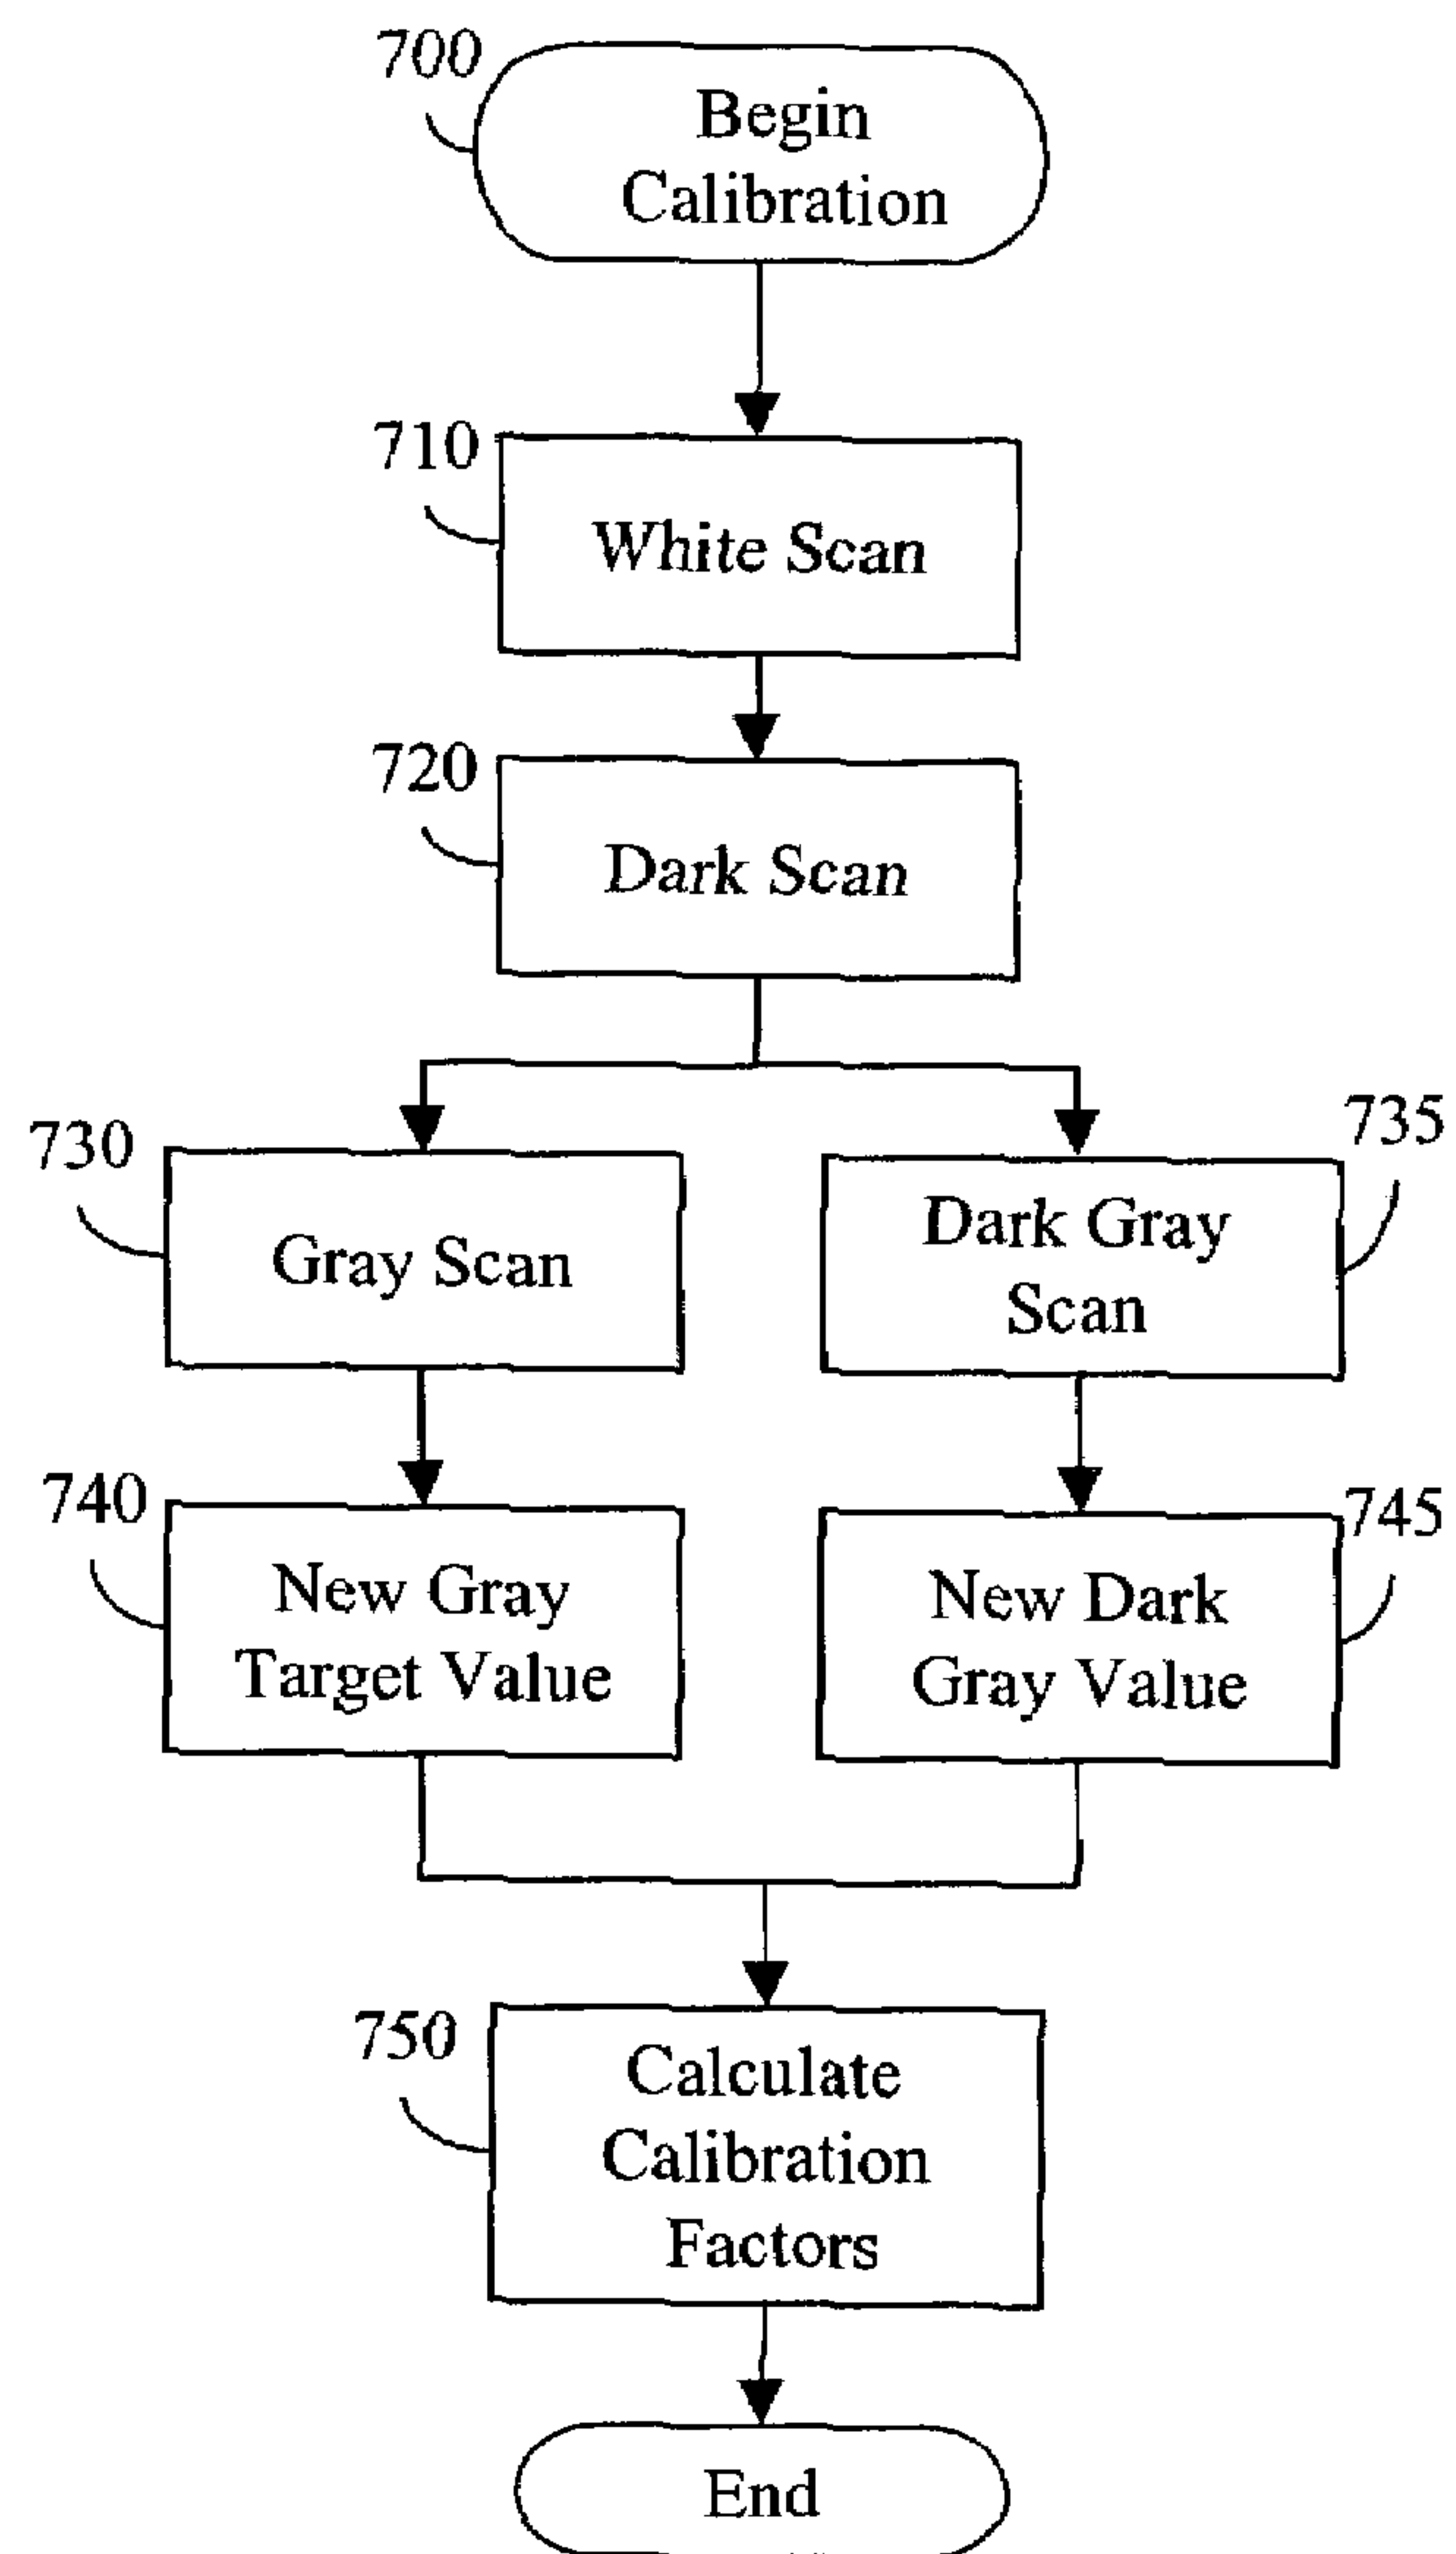 700
Begin
Calibration
710
White Scan
720
Dark Scan
730
Gray Scan
735
Dark Gray
Scan
740
New Gray
Target Value
745
New Dark
Gray Value
750
Calculate
Calibration
Factors
End